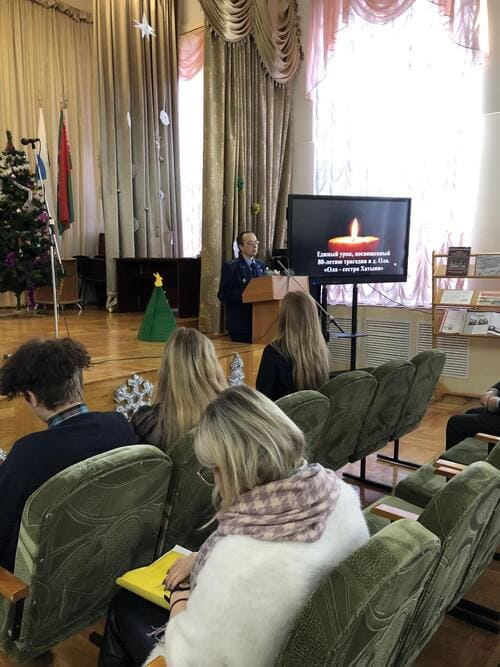 Единый урок, посвященный
80-летию трагедии в д. Ола.
«Ола - сестра Хатыни»